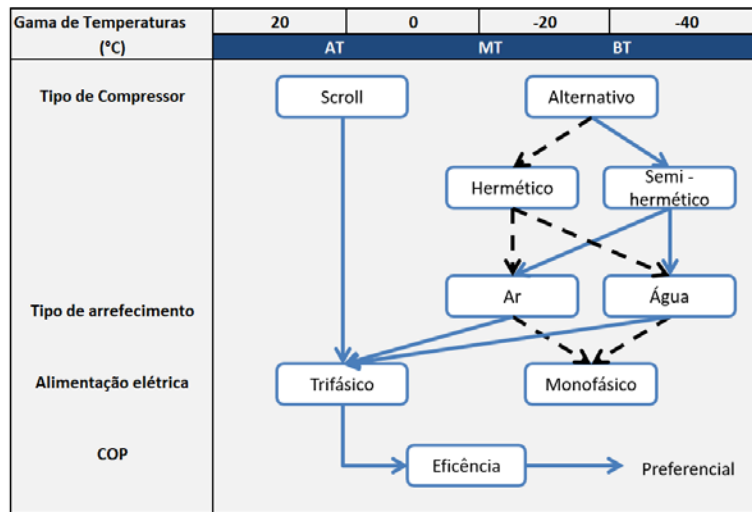 Gama de Temperaturas
(°C)
20 0 -20 -40
AT MT BT
Tipo de Compressor
Scroll
Alternativo
Hermético
Semi -
hermético
Tipo de arrefecimento
Ar
Água
Alimentação elétrica
Trifásico
Monofásico
COP
Eficência
Preferencial